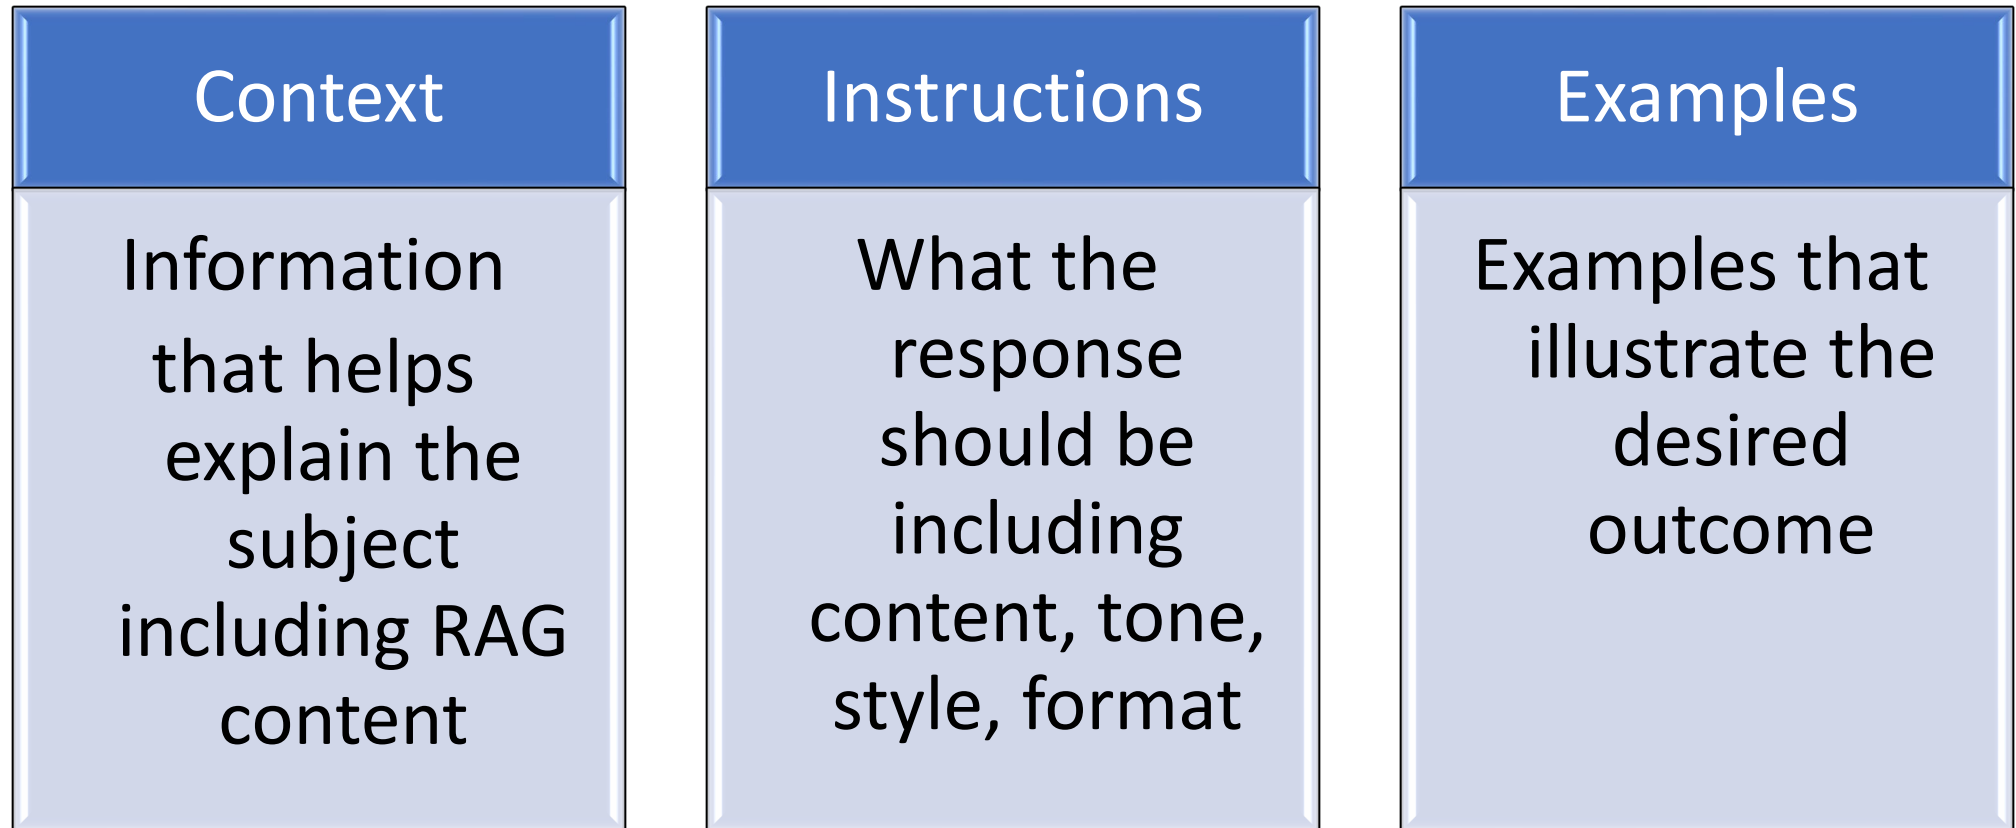 Context
Information
that helps
explain the
subject
including RAG
content
Instructions
What the
response
should be
including
content, tone,
style, format
Examples
Examples that
illustrate the
desired
outcome